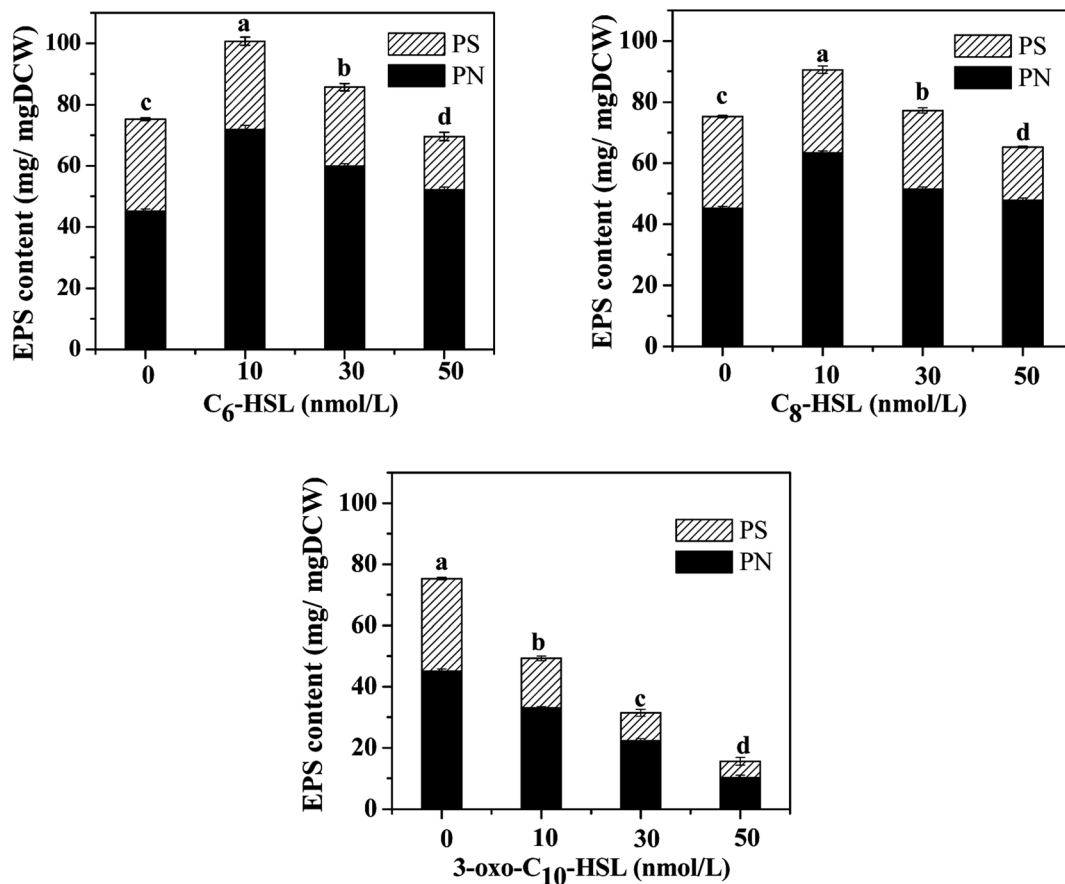 EPS content (mg/ mgDCW)
100
80
60
40
20
0
a
b
c
d
PS
PN
0 10 30 50
C6-HSL (nmol/L)
EPS content (mg/ mgDCW)
100
80
60
40
20
0
a
b
c
d
PS
PN
0 10 30 50
C8-HSL (nmol/L)
EPS content (mg/ mgDCW)
100
80
60
40
20
0
a
b
c
d
PS
PN
0 10 30 50
3-oxo-C10-HSL (nmol/L)